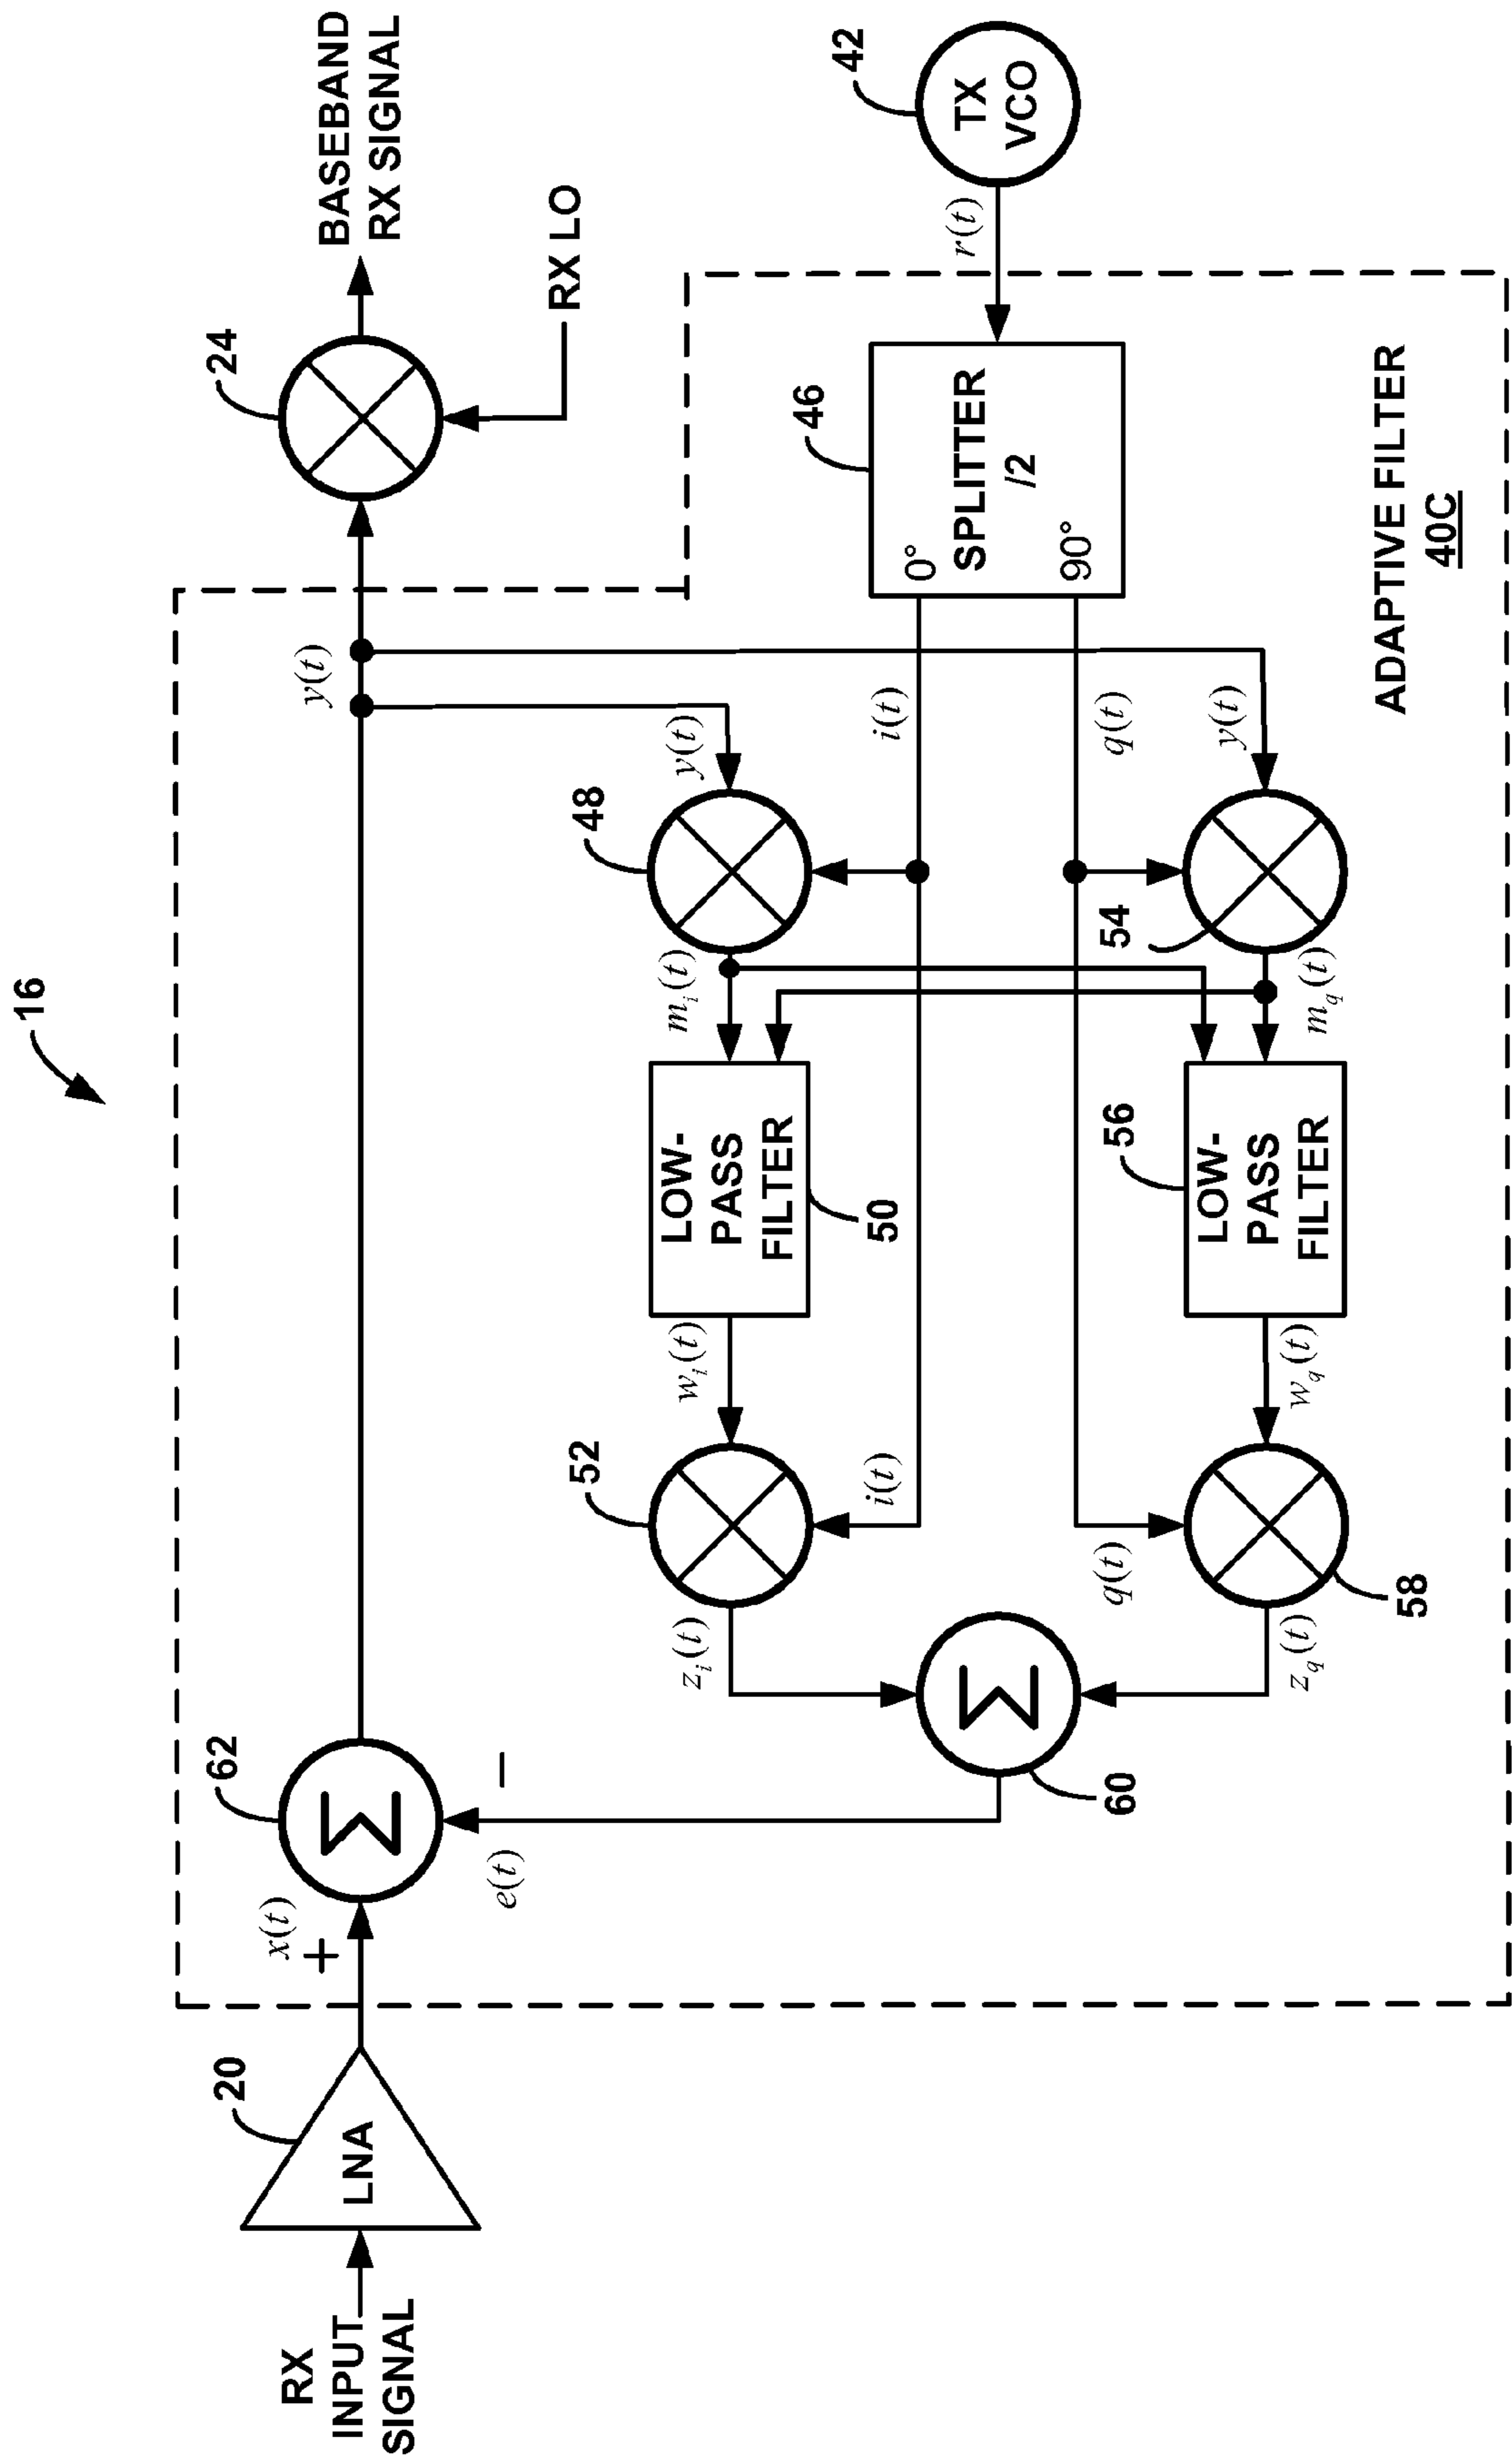 16
RX
INPUT
SIGNAL
LNA
20
x(t)
+
62
Σ
−
e(t)
y(t)
24
BASEBAND
RX SIGNAL
RX LO
52
z_i(t)
w_i(t)
LOW-
PASS
FILTER
50
m_i(t)
48
y(t)
i(t)
i(t)
60
Σ
46
0°
SPLITTER
/2
90°
r(t)
42
TX
VCO
q(t)
q(t)
z_q(t)
58
w_q(t)
56
LOW-
PASS
FILTER
m_q(t)
54
y(t)
ADAPTIVE FILTER
40C